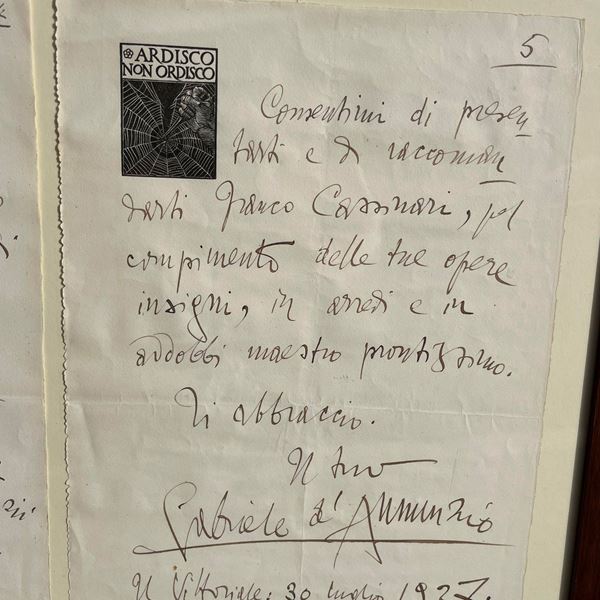 5
ARDISCO
NON ORDISCO
Consentimi di presen
tarti e di raccoman
darti Franco Cassinari, pel
compimento delle tue opere
insigni, in arredi e in
addobbi maestro prontissimo.
Ti abbraccio.
Il tuo
Gabriele d'Annunzio
Il Vittoriale: 30 luglio 1927.